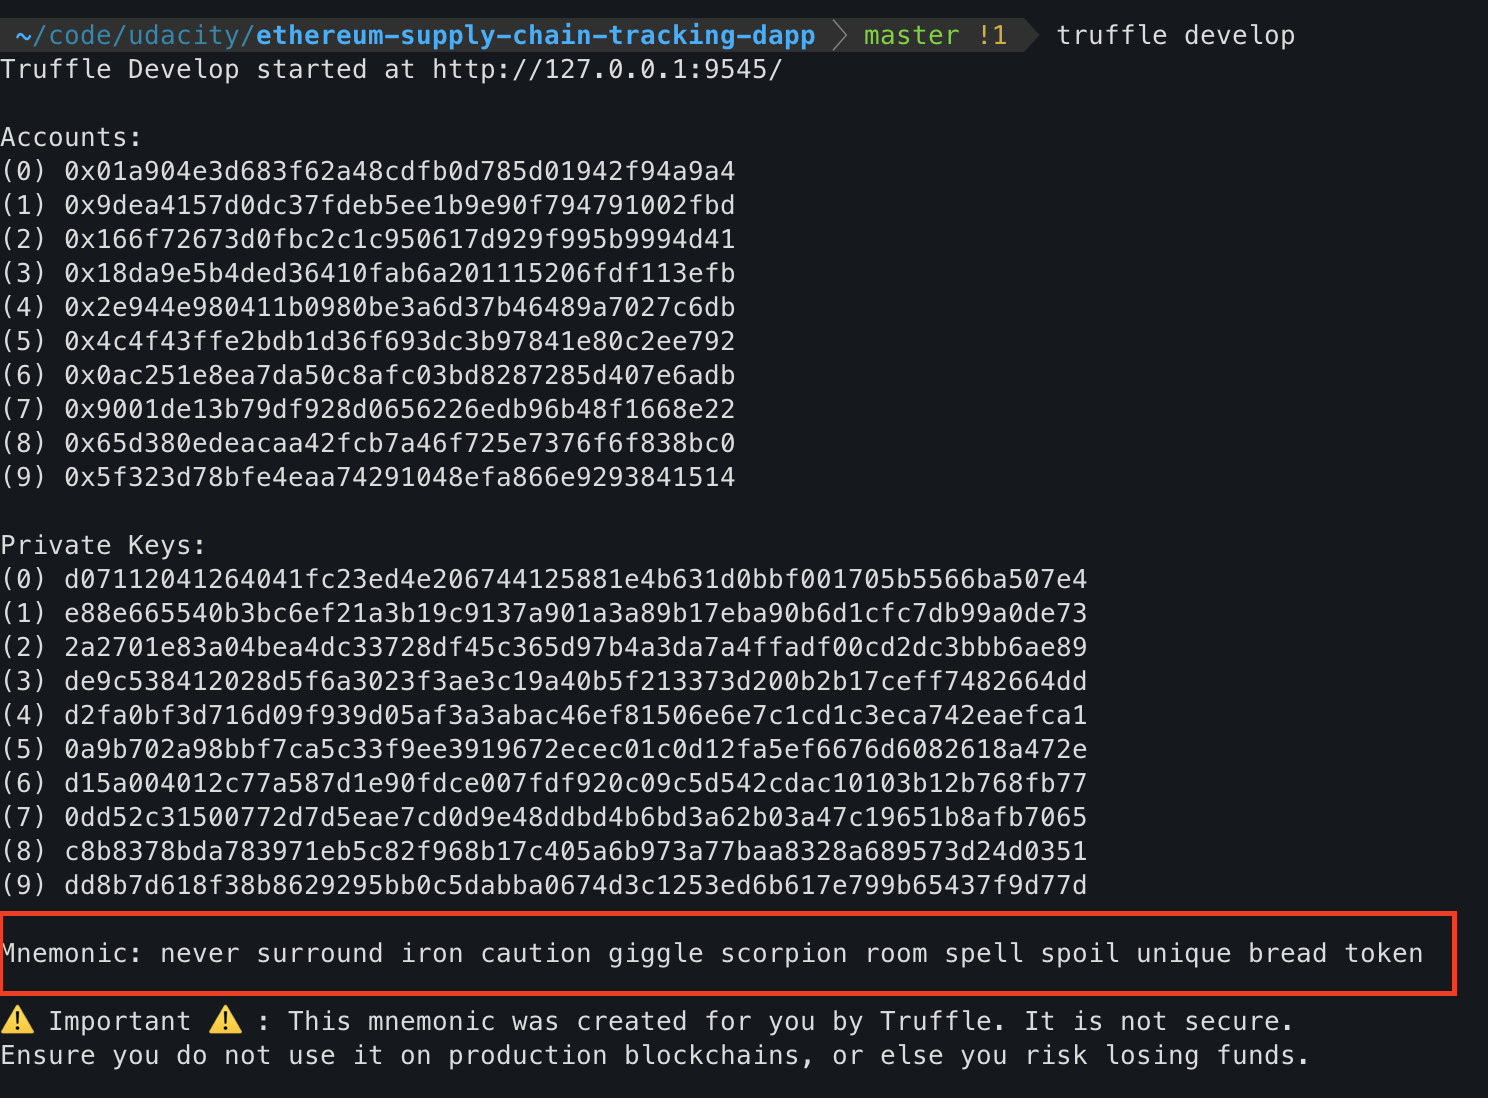 ~/code/udacity/ethereum-supply-chain-tracking-dapp master !1 truffle develop
Truffle Develop started at http://127.0.0.1:9545/
Accounts:
(0) 0x01a904e3d683f62a48cdfb0d785d01942f94a9a4
(1) 0x9dea4157d0dc37fdeb5ee1b9e90f794791002fbd
(2) 0x166f72673d0fbc2c1c950617d929f995b9994d41
(3) 0x18da9e5b4ded36410fab6a201115206fdf113efb
(4) 0x2e944e980411b0980be3a6d37b46489a7027c6db
(5) 0x4c4f43ffe2bdb1d36f693dc3b97841e80c2ee792
(6) 0x0ac251e8ea7da50c8afc03bd8287285d407e6adb
(7) 0x9001de13b79df928d0656226edb96b48f1668e22
(8) 0x65d380edeacaa42fcb7a46f725e7376f6f838bc0
(9) 0x5f323d78bfe4eaa74291048efa866e9293841514
Private Keys:
(0) d07112041264041fc23ed4e206744125881e4b631d0bbf001705b5566ba507e4
(1) e88e665540b3bc6ef21a3b19c9137a901a3a89b17eba90b6d1cfc7db99a0de73
(2) 2a2701e83a04bea4dc33728df45c365d97b4a3da7a4ffadf00cd2dc3bbb6ae89
(3) de9c538412028d5f6a3023f3ae3c19a40b5f213373d200b2b17ceff7482664dd
(4) d2fa0bf3d716d09f939d05af3a3abac46ef81506e6e7c1cd1c3eca742eaefca1
(5) 0a9b702a98bbf7ca5c33f9ee3919672ecec01c0d12fa5ef6676d6082618a472e
(6) d15a004012c77a587d1e90fdce007fdf920c09c5d542cdac10103b12b768fb77
(7) 0dd52c31500772d7d5eae7cd0d9e48ddbd4b6bd3a62b03a47c19651b8afb7065
(8) c8b8378bda783971eb5c82f968b17c405a6b973a77baa8328a689573d24d0351
(9) dd8b7d618f38b8629295bb0c5dabba0674d3c1253ed6b617e799b65437f9d77d
Mnemonic: never surround iron caution giggle scorpion room spell spoil unique bread token
⚠️ Important ⚠️ : This mnemonic was created for you by Truffle. It is not secure.
Ensure you do not use it on production blockchains, or else you risk losing funds.